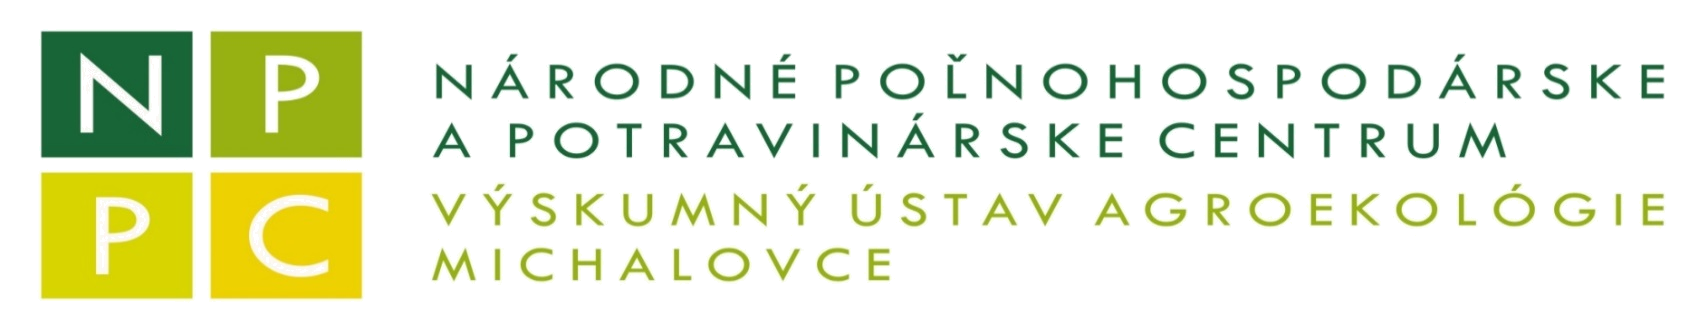 N P
P C
NÁRODNÉ POĽNOHOSPODÁRSKE
A POTRAVINÁRSKE CENTRUM
VÝSKUMNÝ ÚSTAV AGROEKOLÓGIE
MICHALOVCE